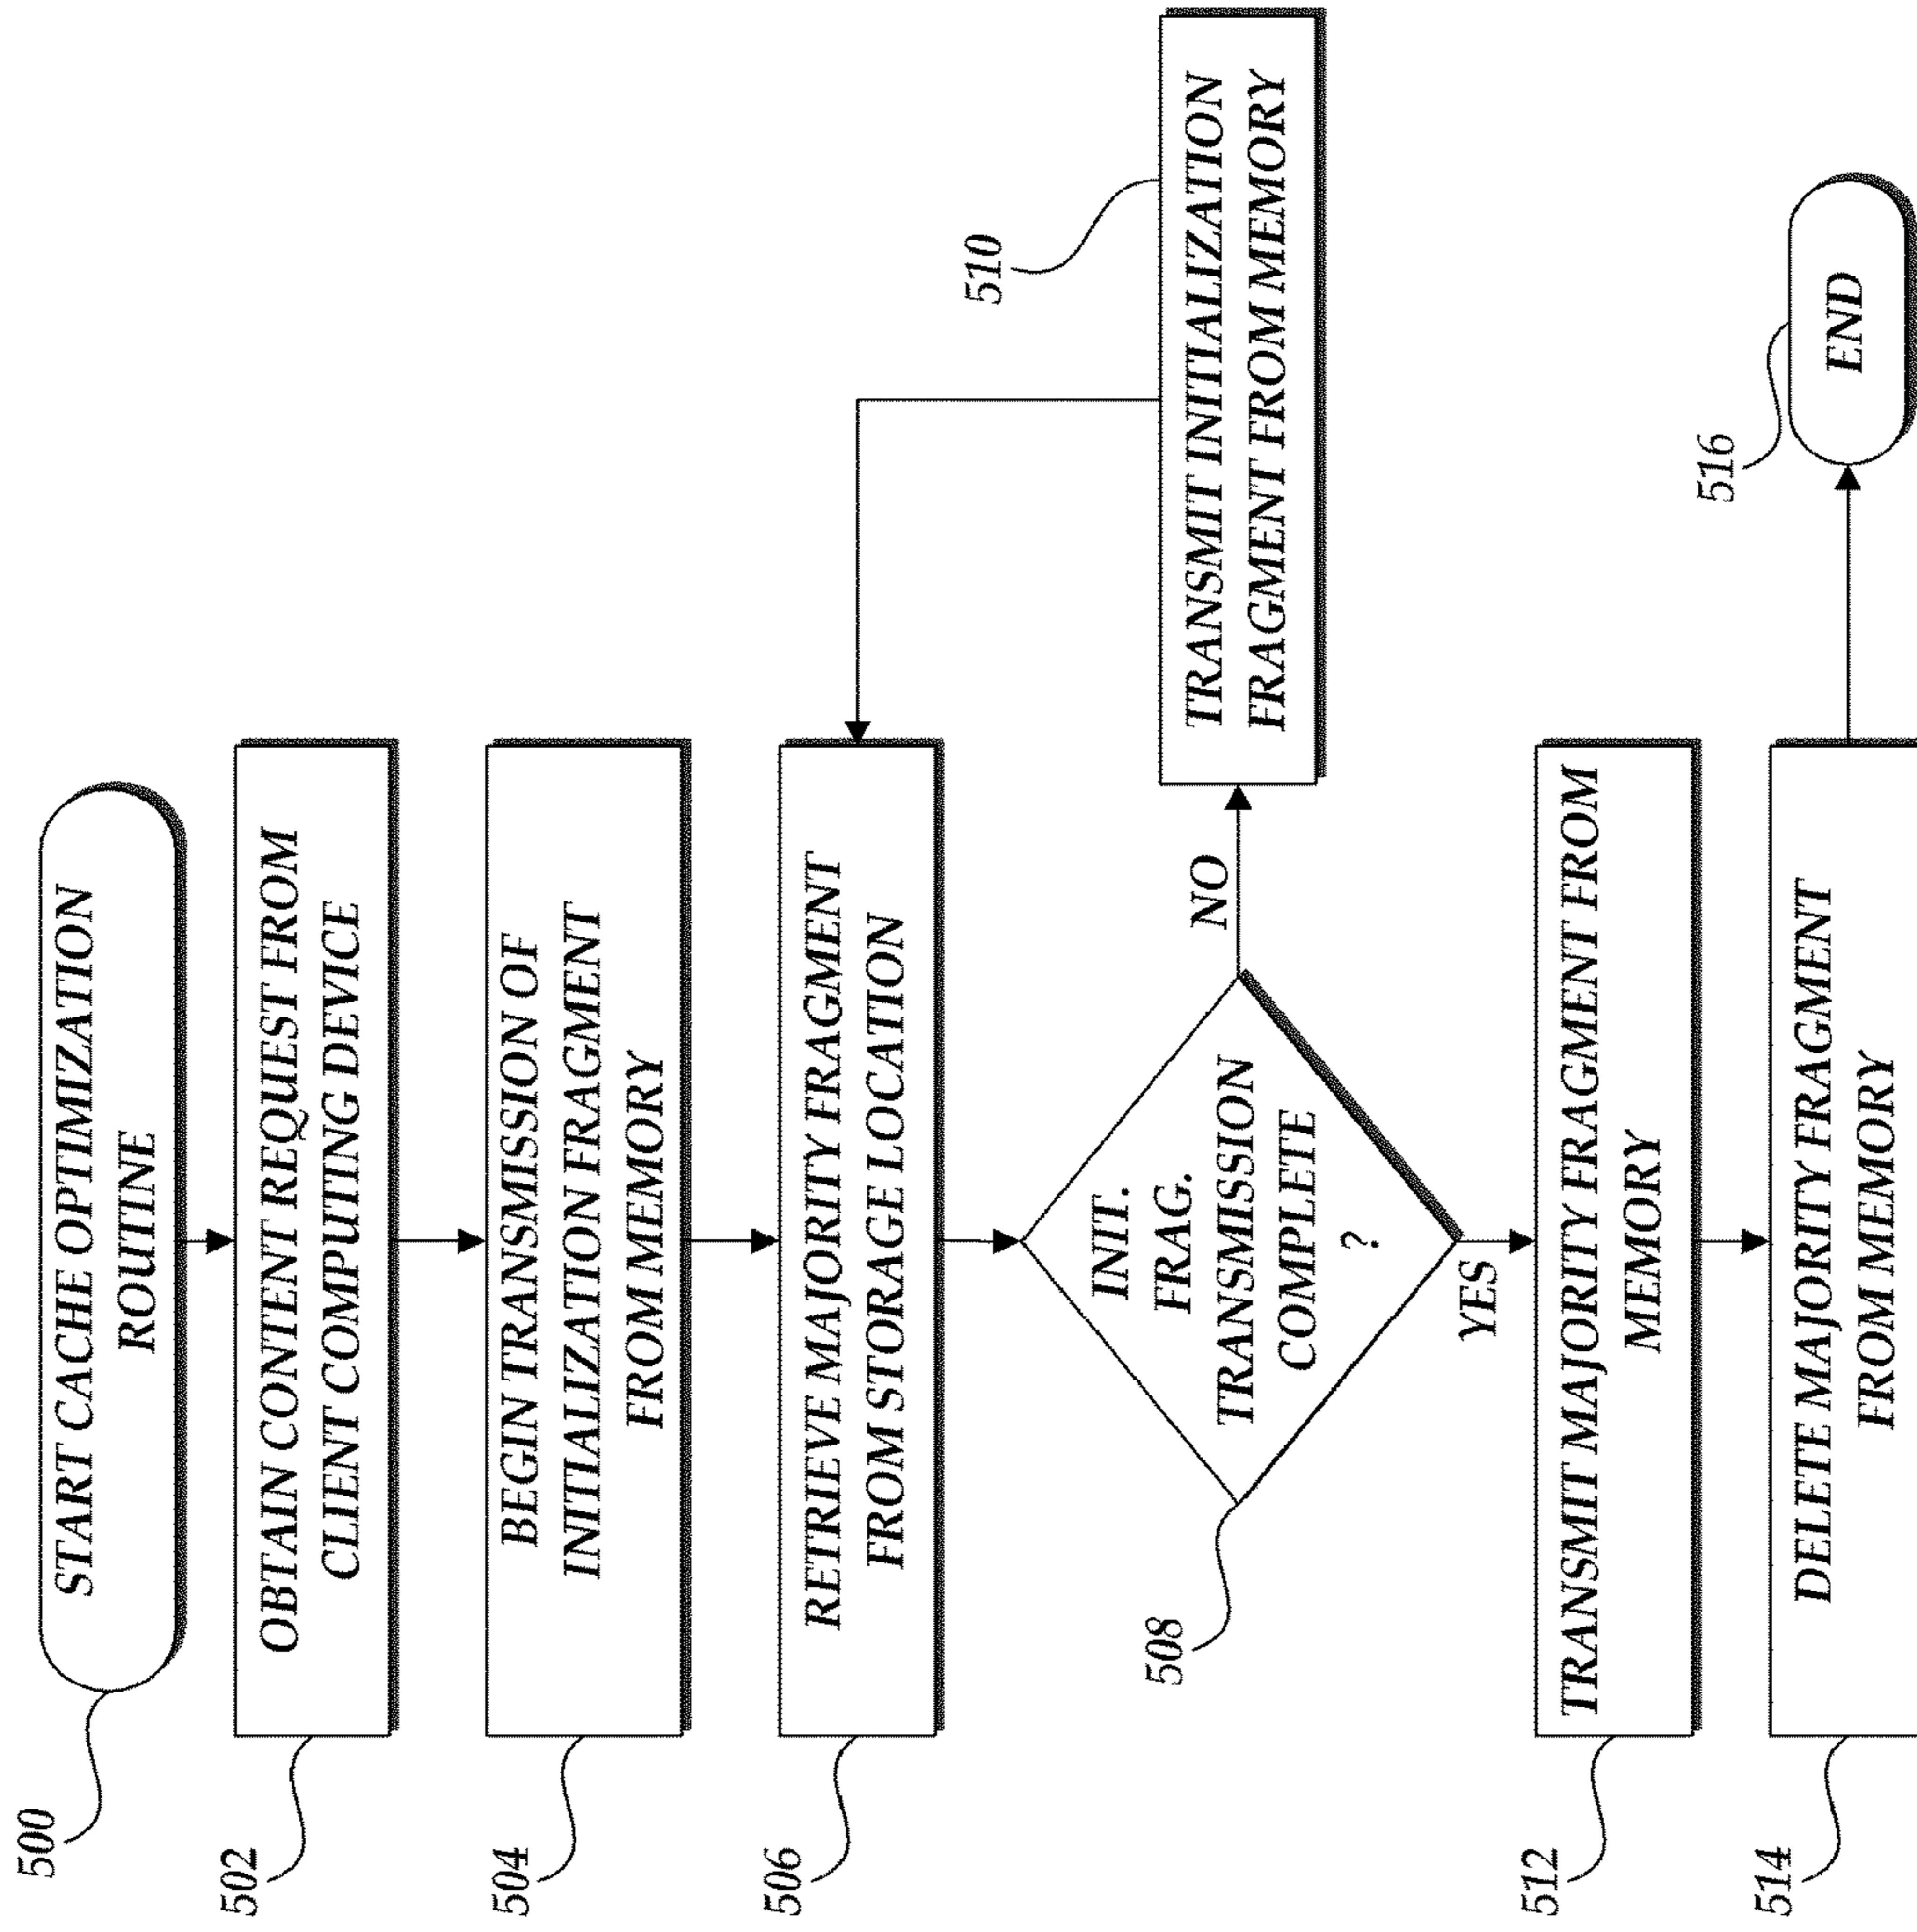 500
START CACHE OPTIMIZATION
ROUTINE
502
OBTAIN CONTENT REQUEST FROM
CLIENT COMPUTING DEVICE
504
BEGIN TRANSMISSION OF
INITIALIZATION FRAGMENT
FROM MEMORY
506
RETRIEVE MAJORITY FRAGMENT
FROM STORAGE LOCATION
508
INIT.
FRAG.
TRANSMISSION
COMPLETE
?
NO
510
TRANSMIT INITIALIZATION
FRAGMENT FROM MEMORY
YES
512
TRANSMIT MAJORITY FRAGMENT FROM
MEMORY
514
DELETE MAJORITY FRAGMENT
FROM MEMORY
516
END